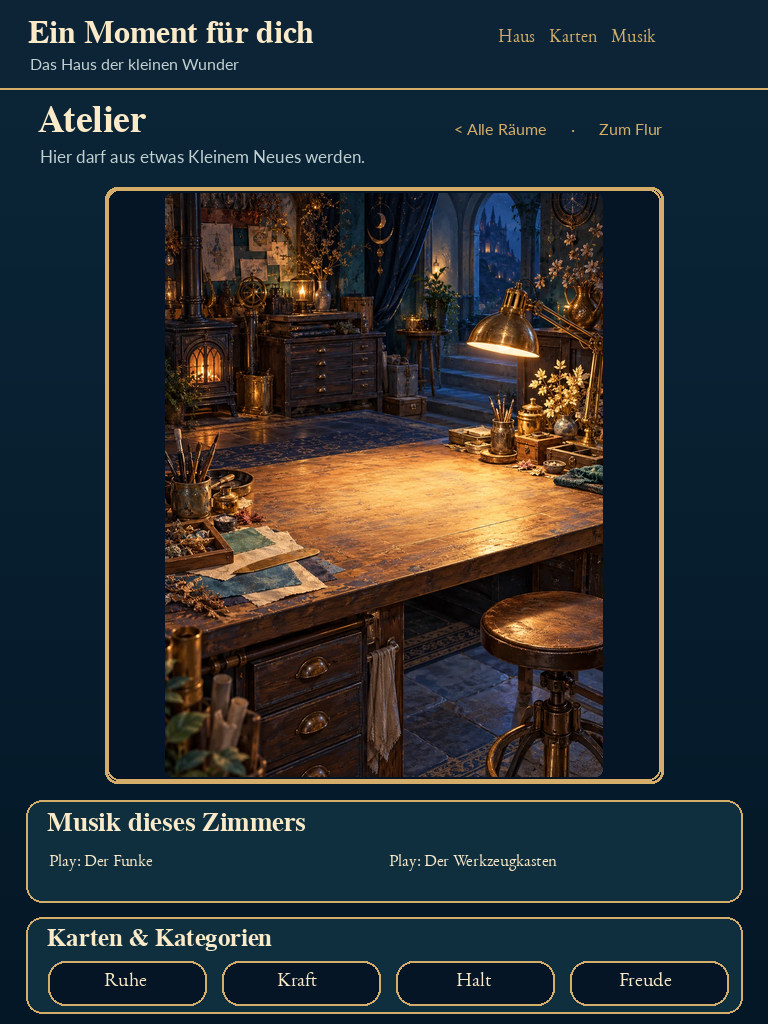 Ein Moment für dich
Das Haus der kleinen Wunder
Haus Karten Musik
Atelier
< Alle Räume · Zum Flur
Hier darf aus etwas Kleinem Neues werden.
Musik dieses Zimmers
Play: Der Funke
Play: Der Werkzeugkasten
Karten & Kategorien
Ruhe
Kraft
Halt
Freude